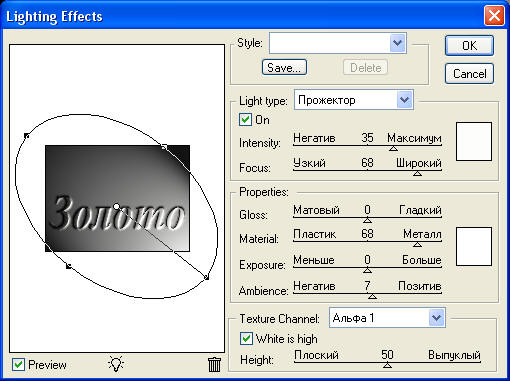 Lighting Effects
Style:
OK
Save...
Delete
Cancel
Light type: Прожектор
On
Intensity: Негатив 35 Максимум
Focus: Узкий 68 Широкий
Properties:
Gloss: Матовый 0 Гладкий
Material: Пластик 68 Металл
Exposure: Меньше 0 Больше
Ambience: Негатив 7 Позитив
Texture Channel: Альфа 1
White is high
Height: Плоский 50 Выпуклый
Золото
Preview